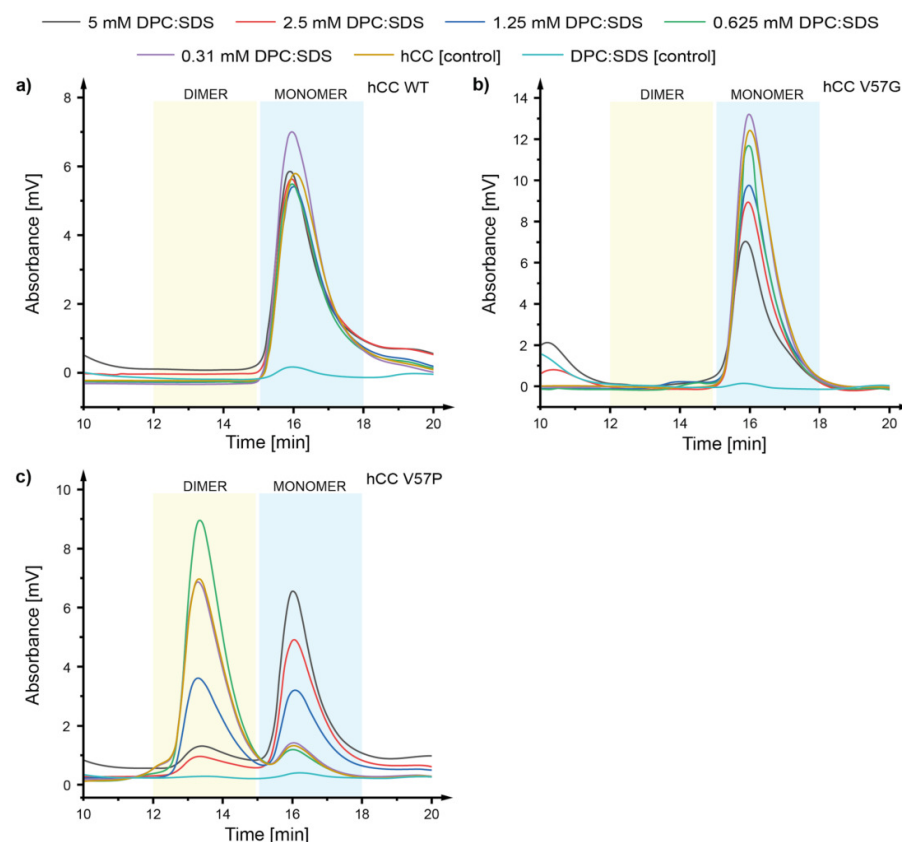 5 mM DPC:SDS 2.5 mM DPC:SDS 1.25 mM DPC:SDS 0.625 mM DPC:SDS
0.31 mM DPC:SDS hCC [control] DPC:SDS [control]
a) hCC WT
DIMER MONOMER
Absorbance [mV]
8
6
4
2
0
10 12 14 16 18 20
Time [min]
b) hCC V57G
DIMER MONOMER
Absorbance [mV]
14
12
10
8
6
4
2
0
10 12 14 16 18 20
Time [min]
c) hCC V57P
DIMER MONOMER
Absorbance [mV]
10
8
6
4
2
0
10 12 14 16 18 20
Time [min]